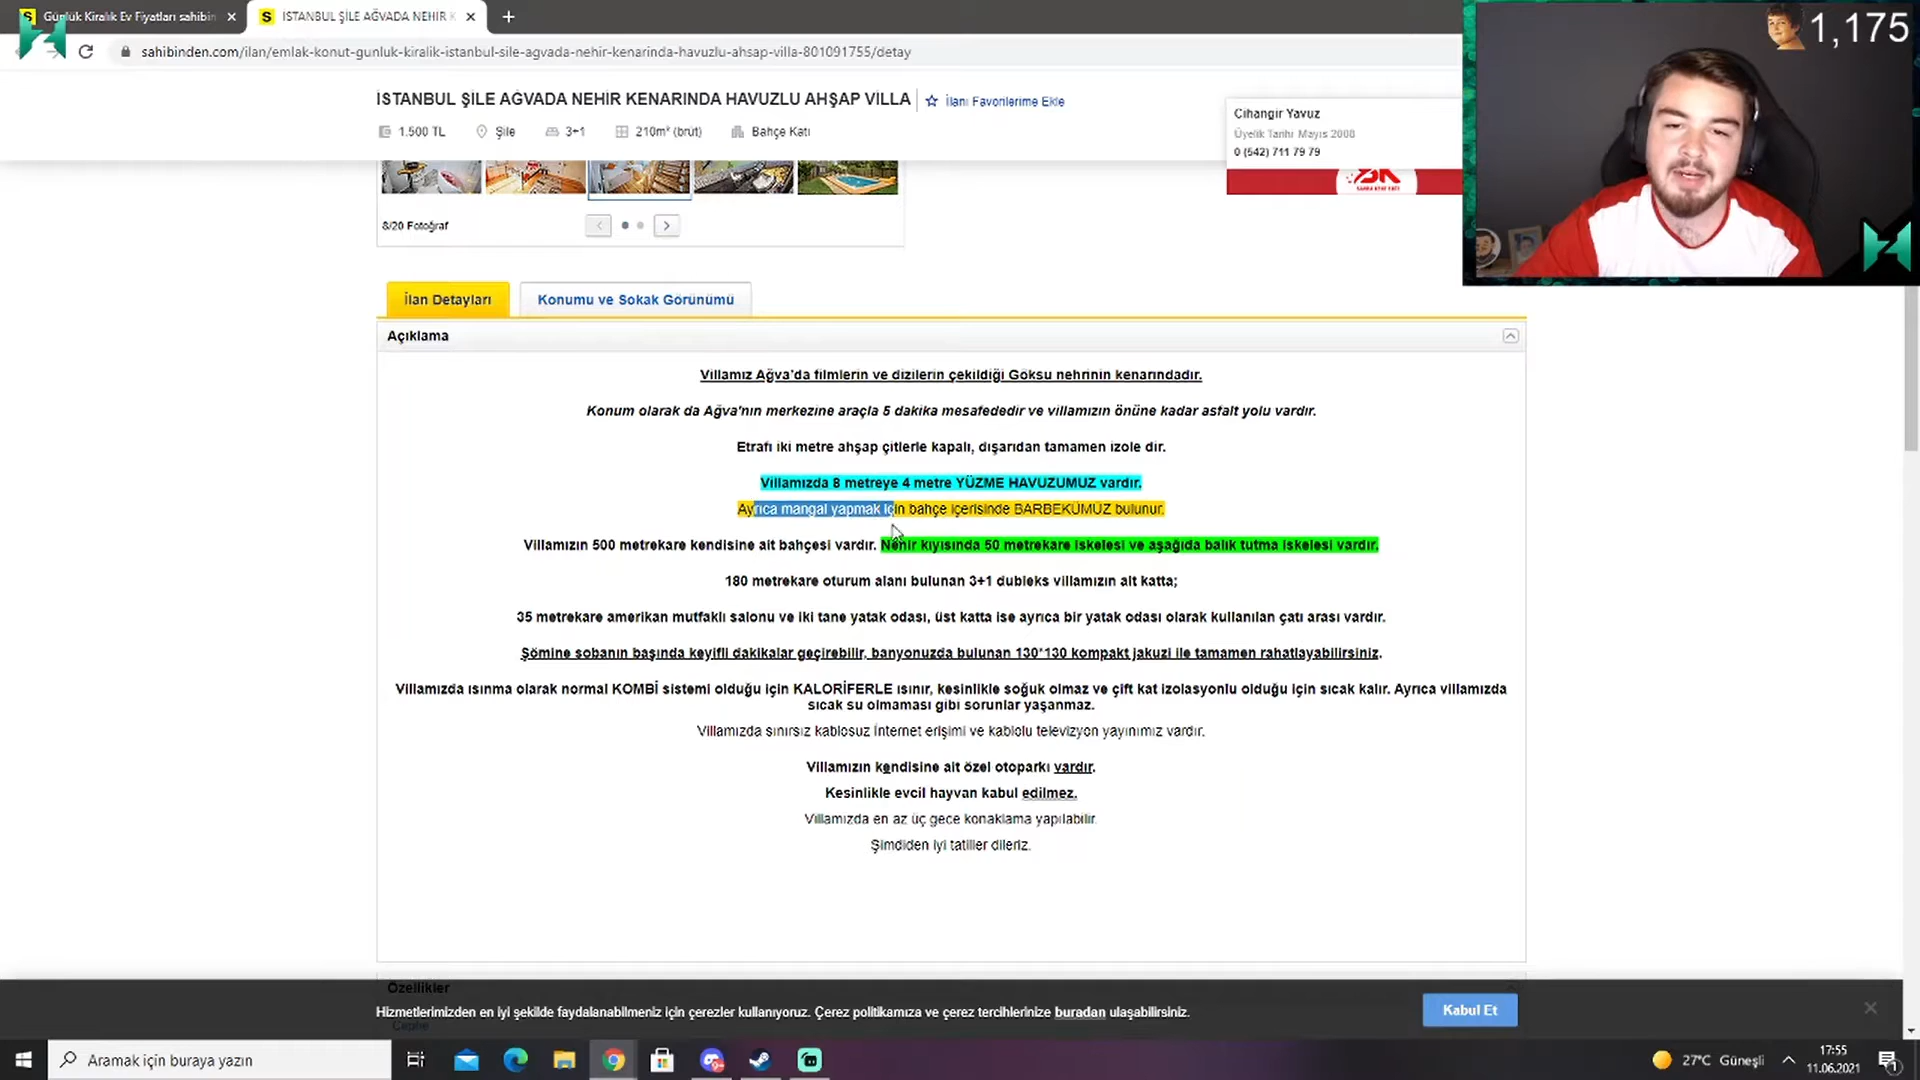 Günlük Kiralık Ev Fiyatları sahibin
İSTANBUL ŞİLE AĞVADA NEHİR K
1,175
sahibinden.com/ilan/emlak-konut-gunluk-kiralik-istanbul-sile-agvada-nehir-kenarinda-havuzlu-ahsap-villa-801091755/detay
İSTANBUL ŞİLE AĞVADA NEHİR KENARINDA HAVUZLU AHŞAP VİLLA
İlanı Favorilerime Ekle
1.500 TL
Şile
3+1
210m² (brüt)
Bahçe Katı
Cihangir Yavuz
Üyelik Tarihi Mayıs 2008
0 (542) 711 79 79
8/20 Fotoğraf
İlan Detayları
Konumu ve Sokak Görünümü
Açıklama
Villamız Ağva'da filmlerin ve dizilerin çekildiği Göksu nehrinin kenarındadır.
Konum olarak da Ağva'nın merkezine araçla 5 dakika mesafededir ve villamızın önüne kadar asfalt yolu vardır.
Etrafı iki metre ahşap çitlerle kapalı, dışarıdan tamamen izole dir.
Villamızda 8 metreye 4 metre YÜZME HAVUZUMUZ vardır.
Ayrıca mangal yapmak için bahçe içerisinde BARBEKÜMÜZ bulunur.
Villamızın 500 metrekare kendisine ait bahçesi vardır. Nehir kıyısında 50 metrekare iskelesi ve aşağıda balık tutma iskelesi vardır.
180 metrekare oturum alanı bulunan 3+1 dubleks villamızın alt katta;
35 metrekare amerikan mutfaklı salonu ve iki tane yatak odası, üst katta ise ayrıca bir yatak odası olarak kullanılan çatı arası vardır.
Şömine sobanın başında keyifli dakikalar geçirebilir, banyonuzda bulunan 130*130 kompakt jakuzi ile tamamen rahatlayabilirsiniz.
Villamızda ısınma olarak normal KOMBİ sistemi olduğu için KALORİFERLE ısınır, kesinlikle soğuk olmaz ve çift kat izolasyonlu olduğu için sıcak kalır. Ayrıca villamızda
sıcak su olmaması gibi sorunlar yaşanmaz.
Villamızda sınırsız kablosuz İnternet erişimi ve kablolu televizyon yayınımız vardır.
Villamızın kendisine ait özel otoparkı vardır.
Kesinlikle evcil hayvan kabul edilmez.
Villamızda en az üç gece konaklama yapılabilir.
Şimdiden iyi tatiller dileriz.
Özellikler
Cephe
Hizmetlerimizden en iyi şekilde faydalanabilmeniz için çerezler kullanıyoruz. Çerez politikamıza ve çerez tercihlerinize buradan ulaşabilirsiniz.
Kabul Et
Aramak için buraya yazın
27°C Güneşli
17:55
11.06.2021